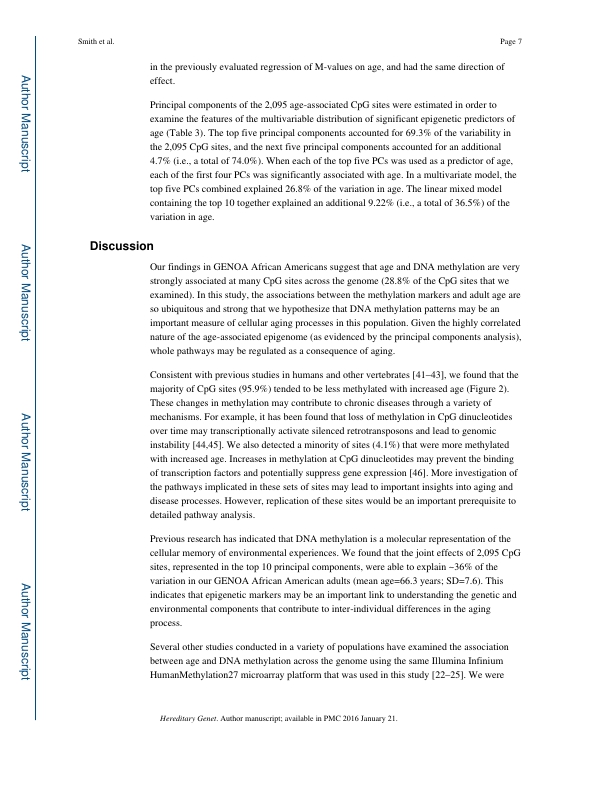 Smith et al.
Page 7
Author Manuscript
Author Manuscript
Author Manuscript
Author Manuscript
in the previously evaluated regression of M-values on age, and had the same direction of
effect.
Principal components of the 2,095 age-associated CpG sites were estimated in order to
examine the features of the multivariable distribution of significant epigenetic predictors of
age (Table 3). The top five principal components accounted for 69.3% of the variability in
the 2,095 CpG sites, and the next five principal components accounted for an additional
4.7% (i.e., a total of 74.0%). When each of the top five PCs was used as a predictor of age,
each of the first four PCs was significantly associated with age. In a multivariate model, the
top five PCs combined explained 26.8% of the variation in age. The linear mixed model
containing the top 10 together explained an additional 9.22% (i.e., a total of 36.5%) of the
variation in age.
Discussion
Our findings in GENOA African Americans suggest that age and DNA methylation are very
strongly associated at many CpG sites across the genome (28.8% of the CpG sites that we
examined). In this study, the associations between the methylation markers and adult age are
so ubiquitous and strong that we hypothesize that DNA methylation patterns may be an
important measure of cellular aging processes in this population. Given the highly correlated
nature of the age-associated epigenome (as evidenced by the principal components analysis),
whole pathways may be regulated as a consequence of aging.
Consistent with previous studies in humans and other vertebrates [41–43], we found that the
majority of CpG sites (95.9%) tended to be less methylated with increased age (Figure 2).
These changes in methylation may contribute to chronic diseases through a variety of
mechanisms. For example, it has been found that loss of methylation in CpG dinucleotides
over time may transcriptionally activate silenced retrotransposons and lead to genomic
instability [44,45]. We also detected a minority of sites (4.1%) that were more methylated
with increased age. Increases in methylation at CpG dinucleotides may prevent the binding
of transcription factors and potentially suppress gene expression [46]. More investigation of
the pathways implicated in these sets of sites may lead to important insights into aging and
disease processes. However, replication of these sites would be an important prerequisite to
detailed pathway analysis.
Previous research has indicated that DNA methylation is a molecular representation of the
cellular memory of environmental experiences. We found that the joint effects of 2,095 CpG
sites, represented in the top 10 principal components, were able to explain ~36% of the
variation in our GENOA African American adults (mean age=66.3 years; SD=7.6). This
indicates that epigenetic markers may be an important link to understanding the genetic and
environmental components that contribute to inter-individual differences in the aging
process.
Several other studies conducted in a variety of populations have examined the association
between age and DNA methylation across the genome using the same Illumina Infinium
HumanMethylation27 microarray platform that was used in this study [22–25]. We were
Hereditary Genet. Author manuscript; available in PMC 2016 January 21.